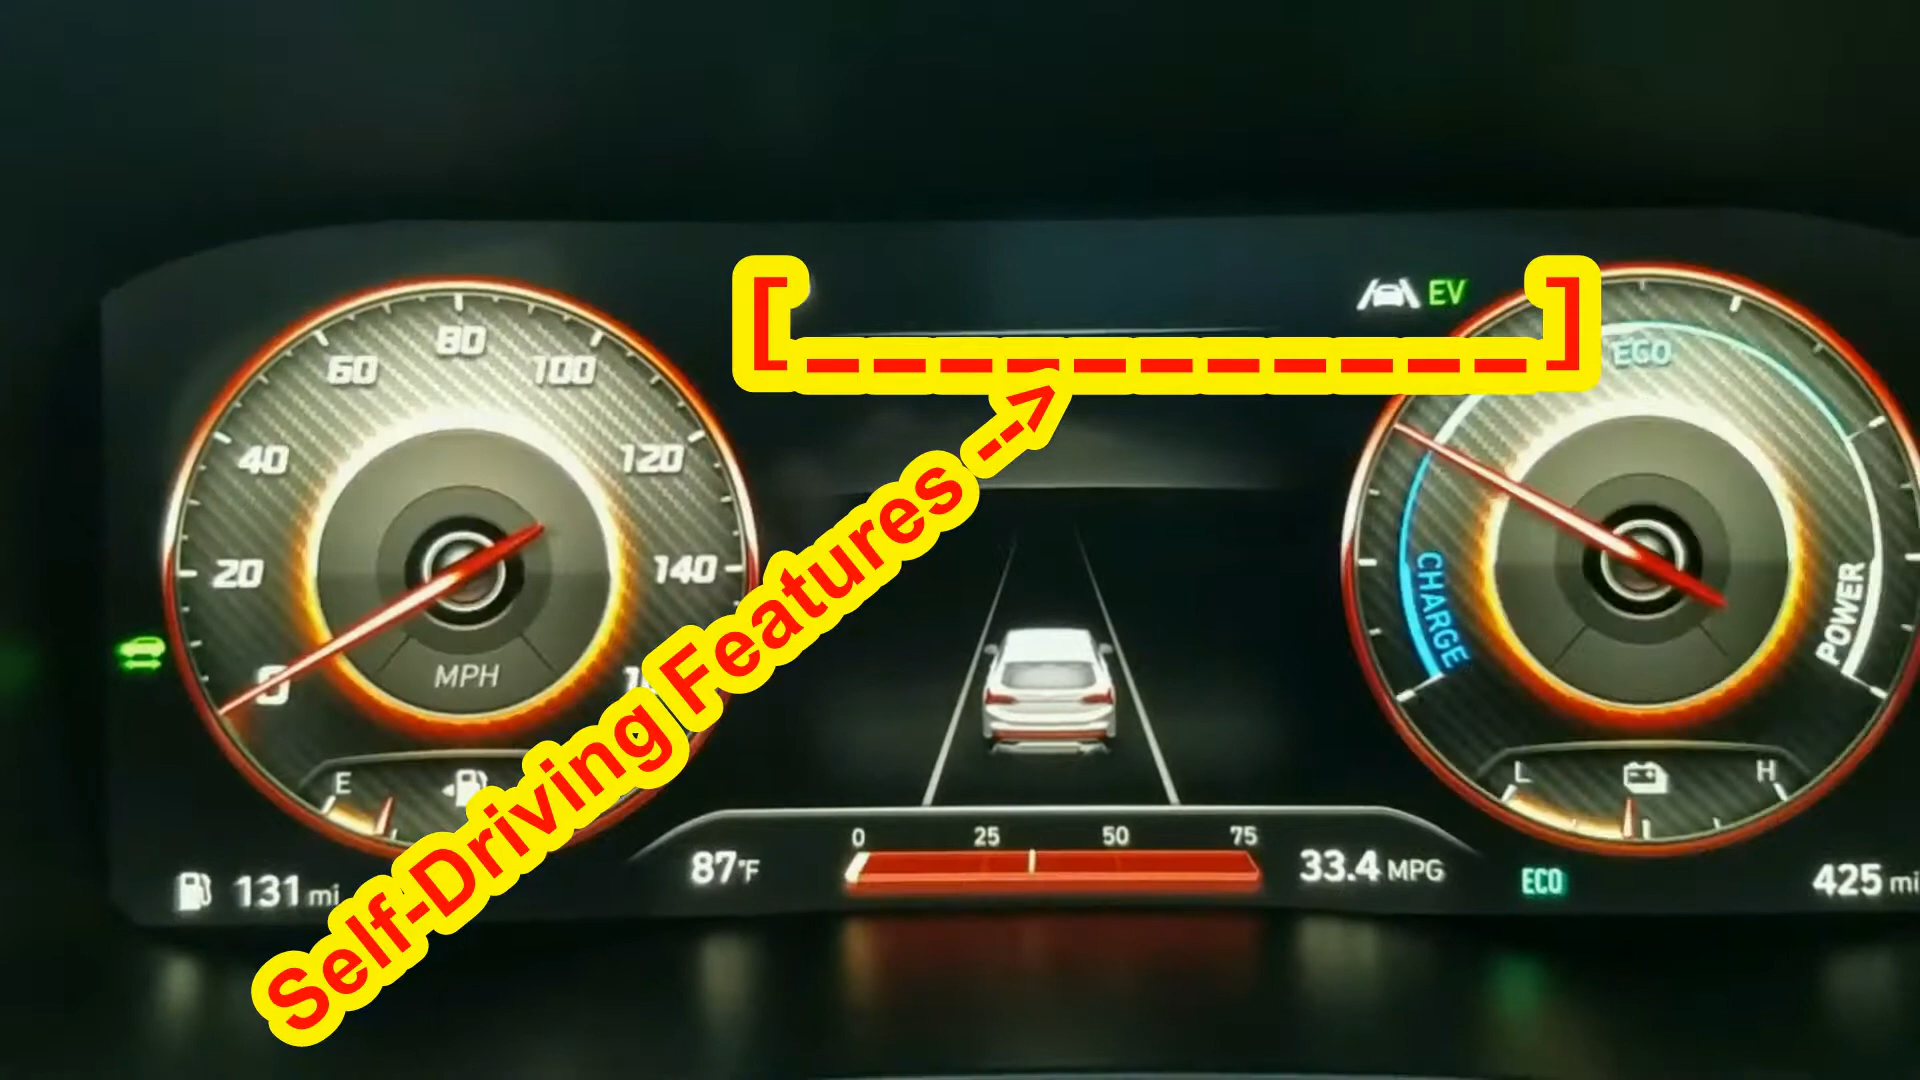 EV
80
60
100
ECO
40
120
20
140
CHARGE
POWER
0
MPH
E
L
H
0 25 50 75
131 mi
87°F
33.4 MPG
ECO
425 mi
[ _ _ _ _ _ _ _ _ _ _ _ ]
Self-Driving Features -->